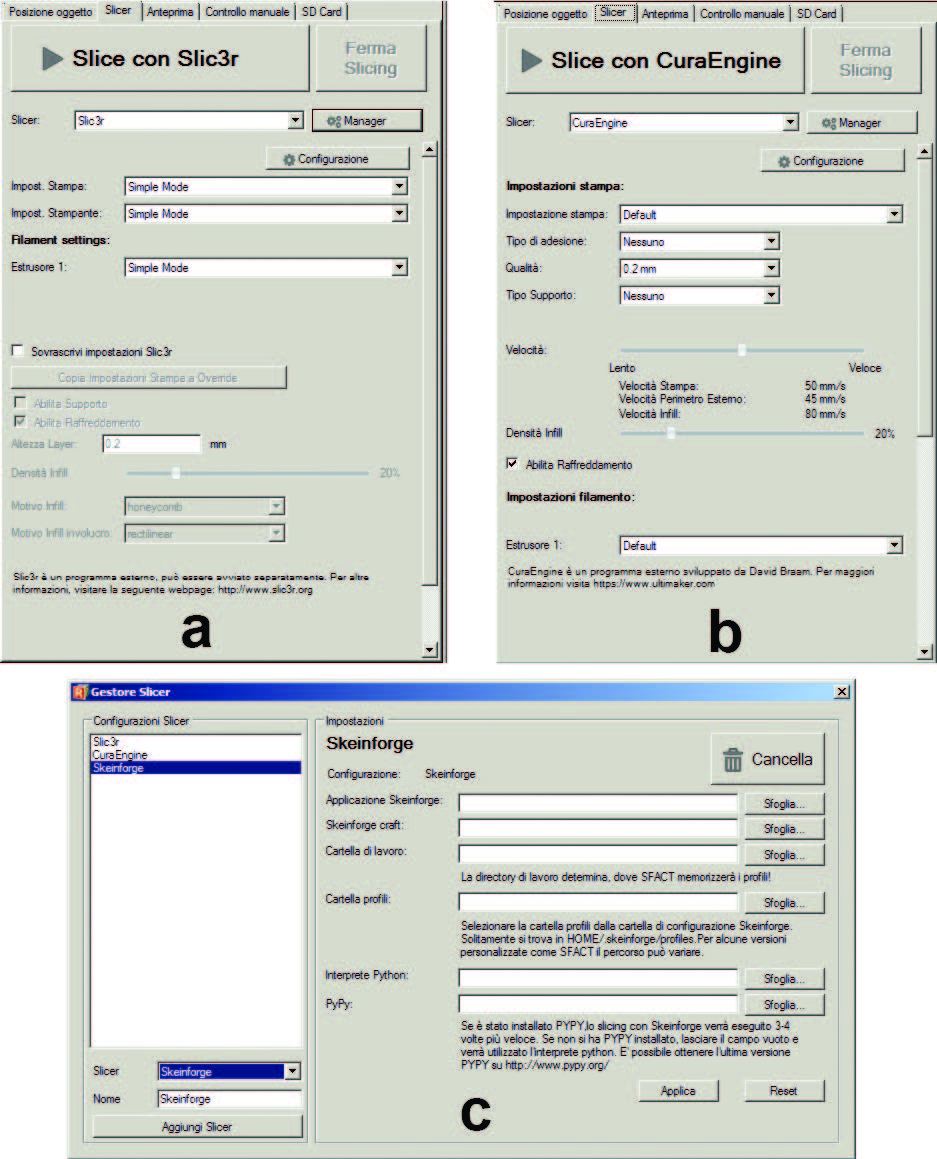 Posizione oggetto Slicer Anteprima Controllo manuale SD Card
Slice con Slic3r
Ferma Slicing
Slicer: Slic3r Manager
Configurazione
Impost. Stampa: Simple Mode
Impost. Stampante: Simple Mode
Filament settings:
Estrusore 1: Simple Mode
Sovrascrivi impostazioni Slic3r
Copia Impostazioni Stampa a Override
Abilita Supporto
Abilita Raffreddamento
Altezza Layer: 0.2 mm
Densità Infill 20%
Motivo Infill: honeycomb
Motivo Infill involucro: rectilinear
Slic3r è un programma esterno, può essere avviato separatamente. Per altre
informazioni, visitare la seguente webpage: http://www.slic3r.org
a
Posizione oggetto Slicer Anteprima Controllo manuale SD Card
Slice con CuraEngine
Ferma Slicing
Slicer: CuraEngine Manager
Configurazione
Impostazioni stampa:
Impostazione stampa: Default
Tipo di adesione: Nessuno
Qualità: 0.2 mm
Tipo Supporto: Nessuno
Velocità:
Lento Veloce
Velocità Stampa: 50 mm/s
Velocità Perimetro Esterno: 45 mm/s
Velocità Infill: 80 mm/s
Densità Infill 20%
Abilita Raffreddamento
Impostazioni filamento:
Estrusore 1: Default
CuraEngine è un programma esterno sviluppato da David Braam. Per maggiori
informazioni visita https://www.ultimaker.com
b
Gestore Slicer
Configurazioni Slicer
Slic3r
CuraEngine
Skeinforge
Slicer Skeinforge
Nome Skeinforge
Aggiungi Slicer
Impostazioni
Skeinforge
Cancella
Configurazione: Skeinforge
Applicazione Skeinforge: Sfoglia...
Skeinforge craft: Sfoglia...
Cartella di lavoro: Sfoglia...
La directory di lavoro determina, dove SFACT memorizzerà i profili!
Cartella profili: Sfoglia...
Selezionare la cartella profili dalla cartella di configurazione Skeinforge.
Solitamente si trova in HOME/.skeinforge/profiles.Per alcune versioni
personalizzate come SFACT il percorso può variare.
Interprete Python: Sfoglia...
PyPy: Sfoglia...
Se è stato installato PYPY,lo slicing con Skeinforge verrà eseguito 3-4
volte più veloce. Se non si ha PYPY installato, lasciare il campo vuoto e
verrà utilizzato l'interprete python. E' possibile ottenere l'ultima versione
PYPY su http://www.pypy.org/
Applica Reset
c